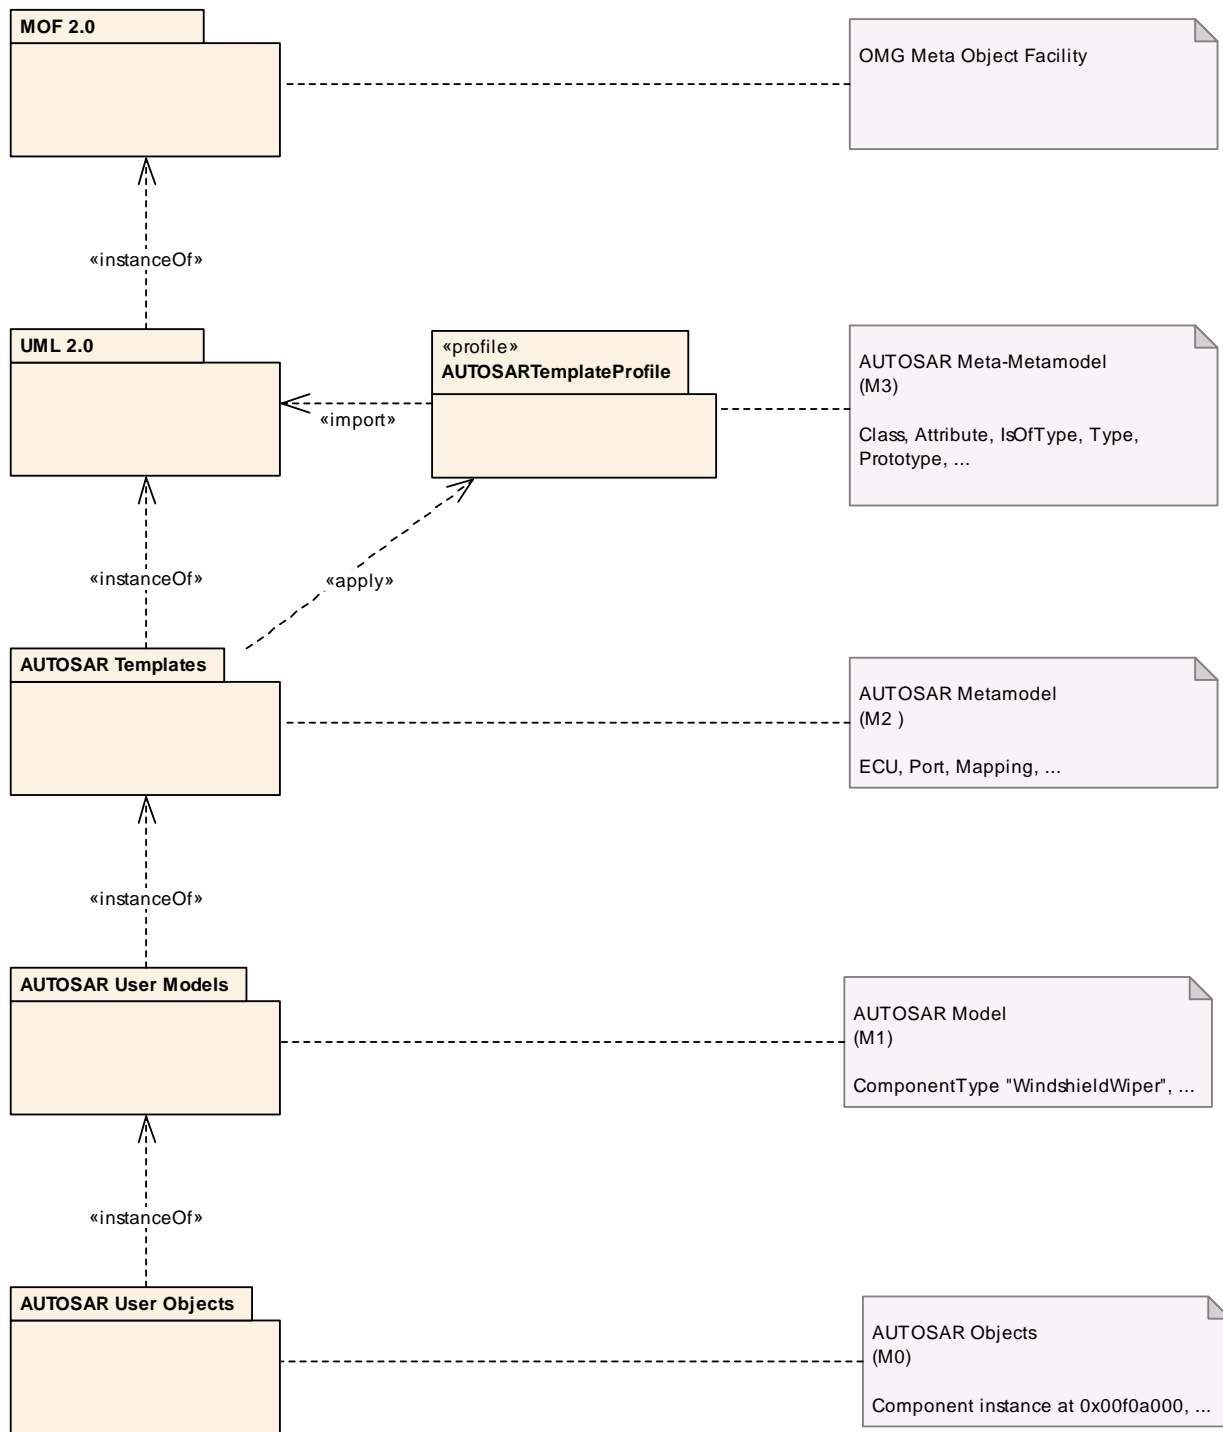 MOF 2.0
OMG Meta Object Facility
«instanceOf»
UML 2.0
«profile»
AUTOSARTemplateProfile
«import»
AUTOSAR Meta-Metamodel
(M3)
Class, Attribute, IsOfType, Type,
Prototype, ...
«instanceOf»
«apply»
AUTOSAR Templates
AUTOSAR Metamodel
(M2 )
ECU, Port, Mapping, ...
«instanceOf»
AUTOSAR User Models
AUTOSAR Model
(M1)
ComponentType "WindshieldWiper", ...
«instanceOf»
AUTOSAR User Objects
AUTOSAR Objects
(M0)
Component instance at 0x00f0a000, ...